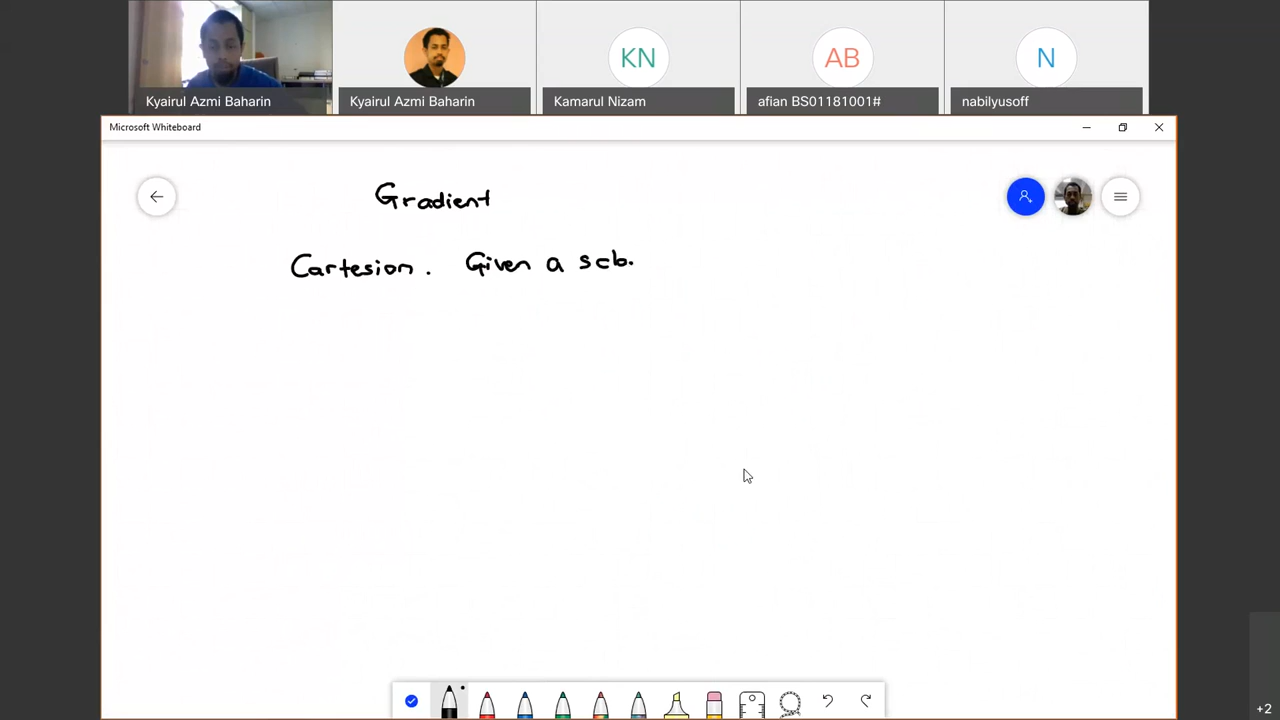 Kyairul Azmi Baharin
Kyairul Azmi Baharin
KN
Kamarul Nizam
AB
afian BS01181001#
N
nabilyusoff
Microsoft Whiteboard
Gradient
Cartesion. Given a scb.
+2